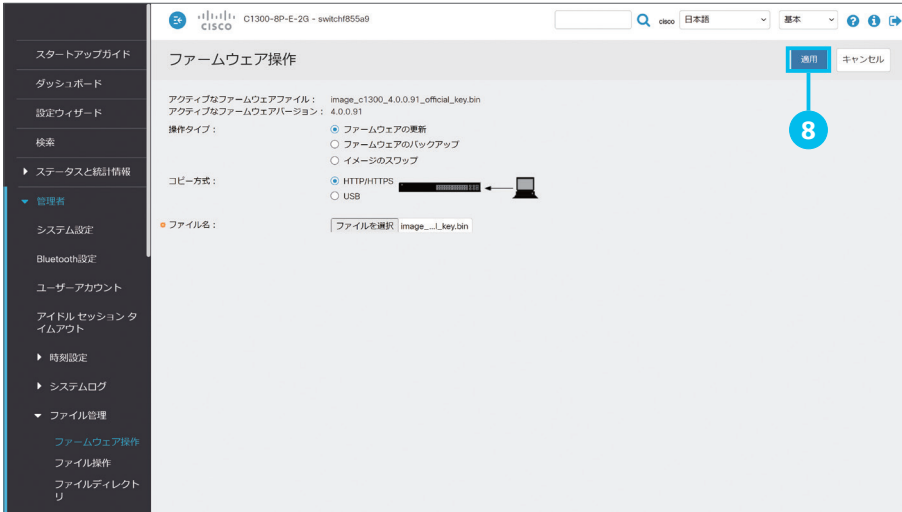 CISCO
C1300-8P-E-2G - switchf855a9
cisco
日本語
基本
スタートアップガイド
ダッシュボード
設定ウィザード
検索
ステータスと統計情報
管理者
システム設定
Bluetooth設定
ユーザーアカウント
アイドル セッション タ
イムアウト
時刻設定
システムログ
ファイル管理
ファームウェア操作
ファイル操作
ファイルディレクト
リ
ファームウェア操作
適用
キャンセル
8
アクティブなファームウェアファイル： image_c1300_4.0.0.91_official_key.bin
アクティブなファームウェアバージョン： 4.0.0.91
操作タイプ： ファームウェアの更新
ファームウェアのバックアップ
イメージのスワップ
コピー方式： HTTP/HTTPS
USB
ファイル名： ファイルを選択 image_...l_key.bin